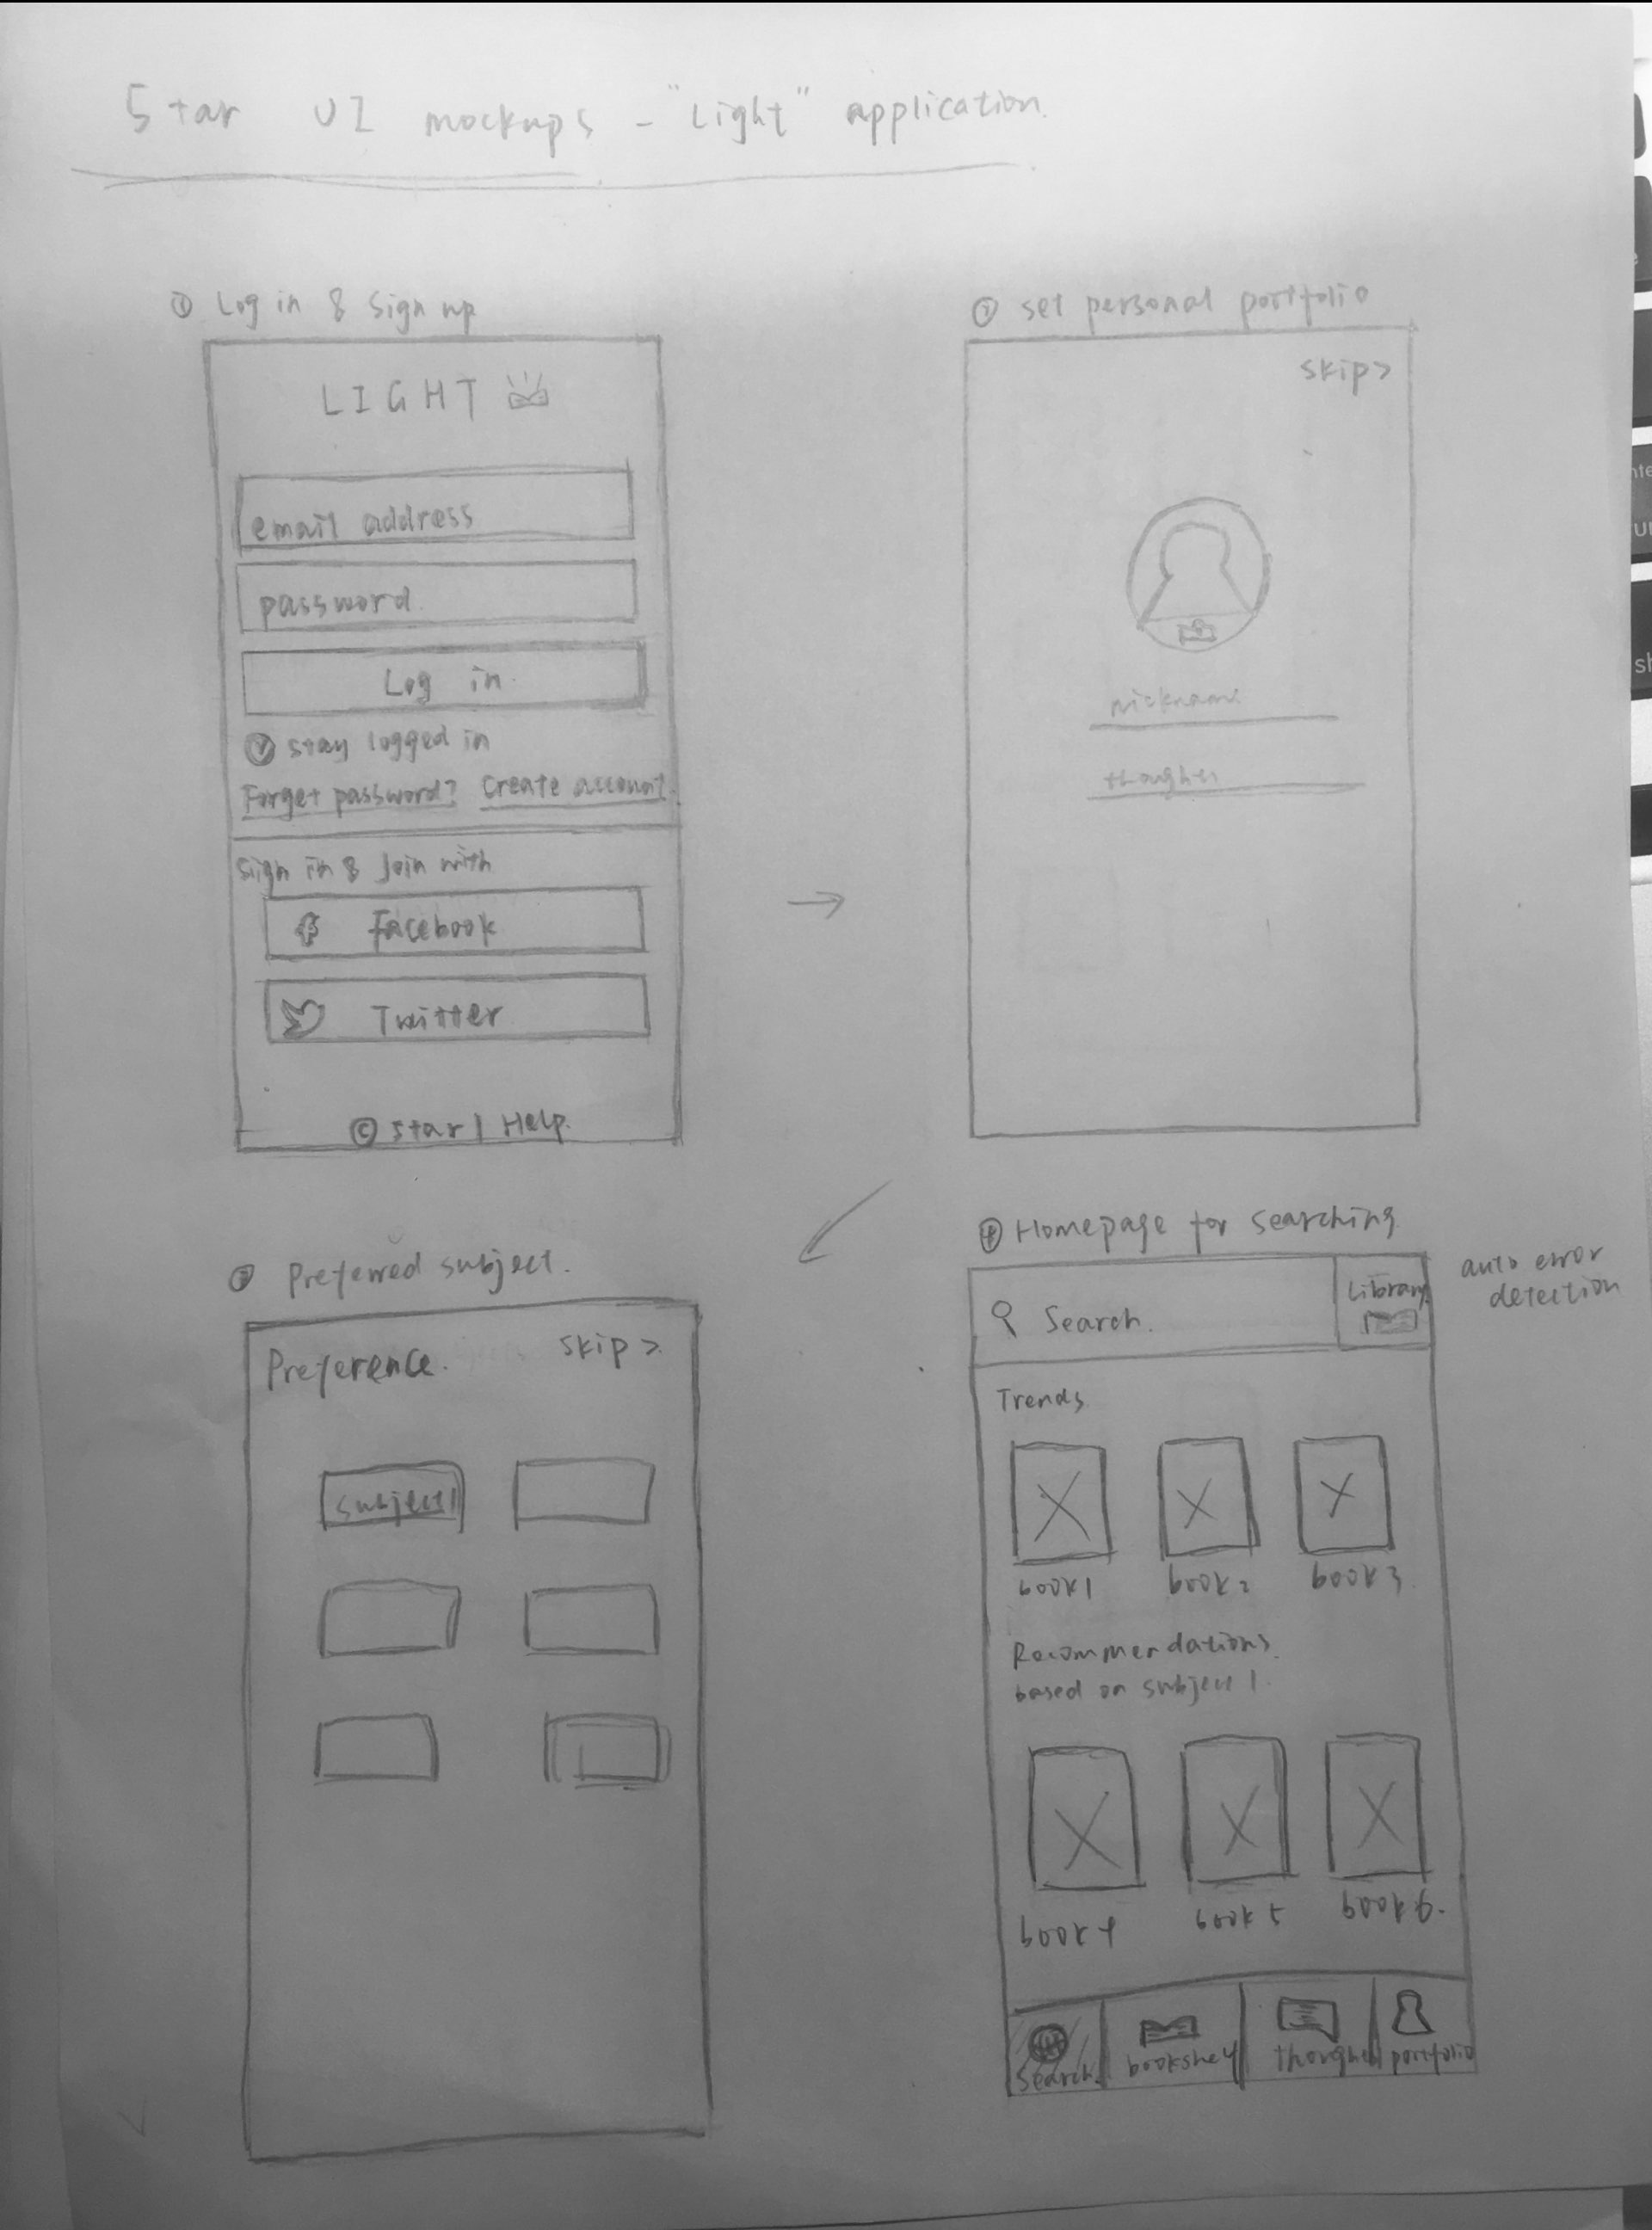 5tar UI mockups - "Light" application.
① Log in & Sign up
LIGHT
email address
password.
Log in.
stay logged in
Forget password? Create account.
Sign in & Join with
f Facebook
Twitter
© star | Help.
② set personal portfolio
skip>
nickname
thoughts
③ Preferred subject.
Preference. skip >
subject1
④ Homepage for searching.
auto error
detection
Search. Library
Trends
book1 book2 book3
Recommendations
based on subject 1.
book4 book5 book6.
Search. bookshelf thought portfolio